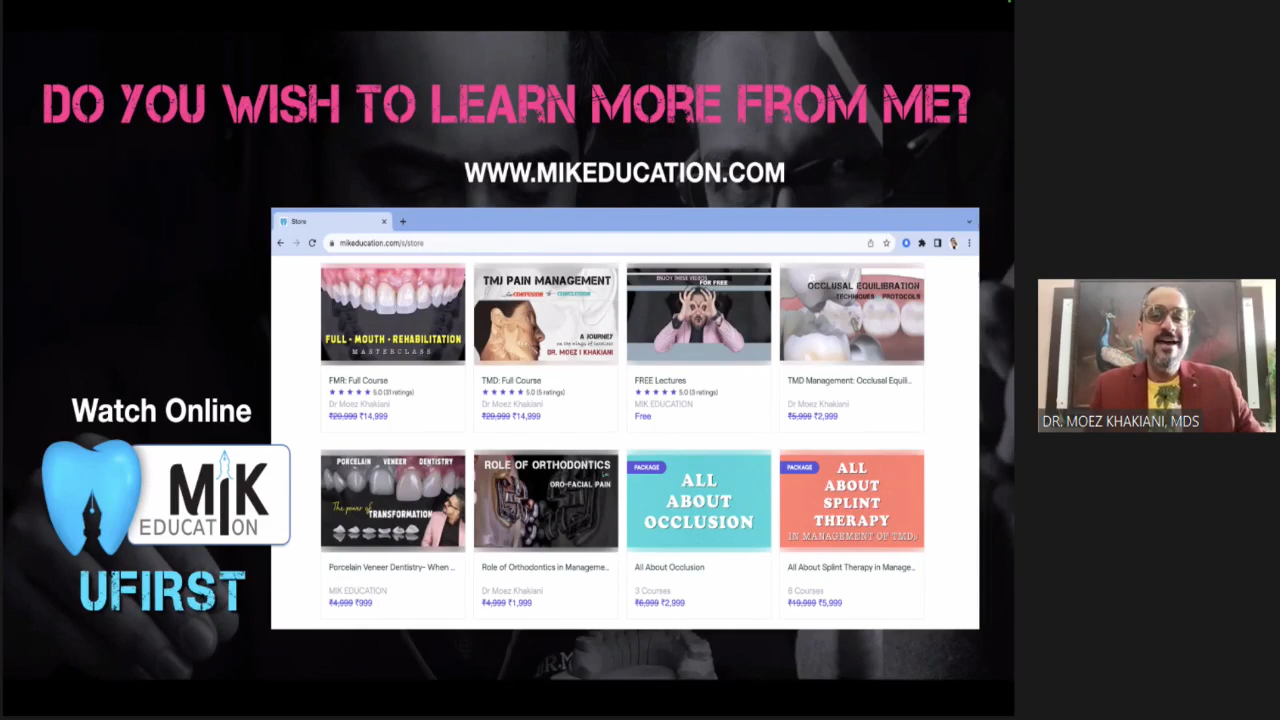 DO YOU WISH TO LEARN MORE FROM ME?
WWW.MIKEDUCATION.COM
Store
mikeducation.com/s/store
FULL - MOUTH - REHABILITATION
MASTERCLASS
FMR: Full Course
5.0 (31 ratings)
Dr Moez Khakiani
₹29,999 ₹14,999
TMJ PAIN MANAGEMENT
A JOURNEY
DR. MOEZ I KHAKIANI
TMD: Full Course
5.0 (5 ratings)
Dr Moez Khakiani
₹29,999 ₹14,999
ENJOY THESE VIDEOS
FOR FREE
FREE Lectures
5.0 (3 ratings)
MIK EDUCATION
Free
OCCLUSAL EQUILIBRATION
TECHNIQUES PROTOCOLS
TMD Management: Occlusal Equili...
Dr Moez Khakiani
₹5,999 ₹2,999
PORCELAIN VENEER DENTISTRY
The power of
TRANSFORMATION
Porcelain Veneer Dentistry- When ...
MIK EDUCATION
₹4,999 ₹999
ROLE OF ORTHODONTICS
in
ORO-FACIAL PAIN
Role of Orthodontics in Manageme...
Dr Moez Khakiani
₹4,999 ₹1,999
PACKAGE
ALL
ABOUT
OCCLUSION
All About Occlusion
3 Courses
₹6,999 ₹2,999
PACKAGE
ALL
ABOUT
SPLINT
THERAPY
IN MANAGEMENT OF TMDs
All About Splint Therapy in Manage...
6 Courses
₹19,999 ₹5,999
Watch Online
MiK
EDUCATION
UFIRST
DR. MOEZ KHAKIANI, MDS